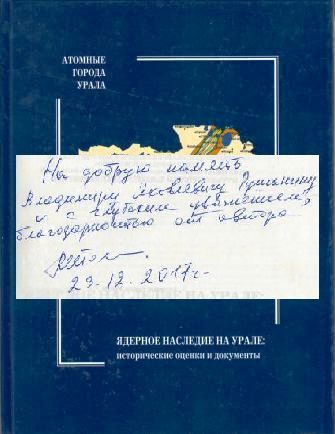 АТОМНЫЕ
ГОРОДА
УРАЛА
На добрую память
Владимиру Яковлевичу
с глубоким уважением,
благодарностью от автора
29.12.2017г.
ЯДЕРНОЕ НАСЛЕДИЕ НА УРАЛЕ:
исторические оценки и документы